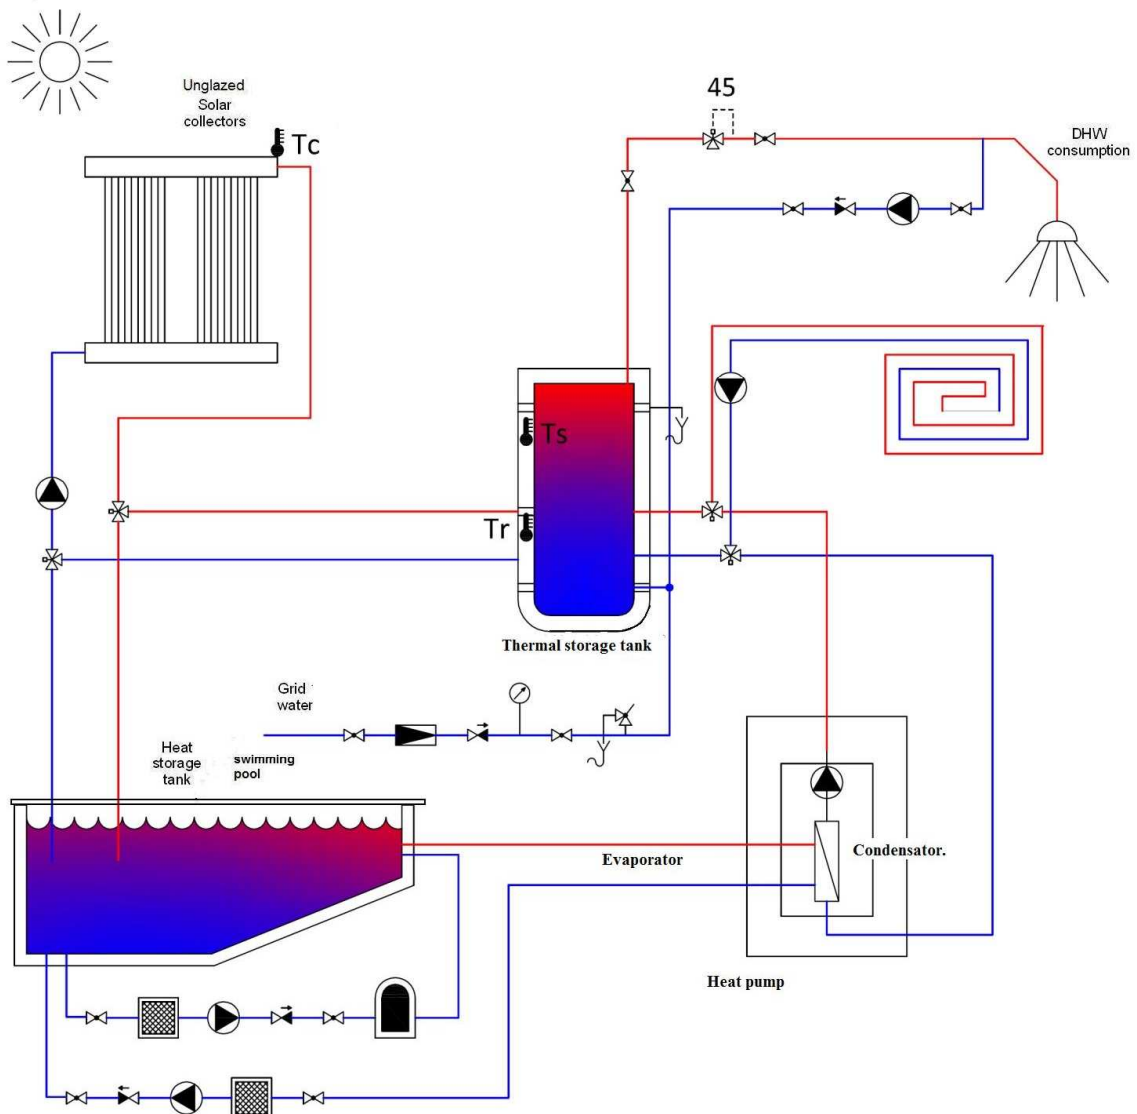 Unglazed
Solar
collectors
Tc
45
DHW
consumption
Ts
Tr
Thermal storage tank
Grid
water
Heat
storage
tank
swimming
pool
Evaporator
Condensator.
Heat pump